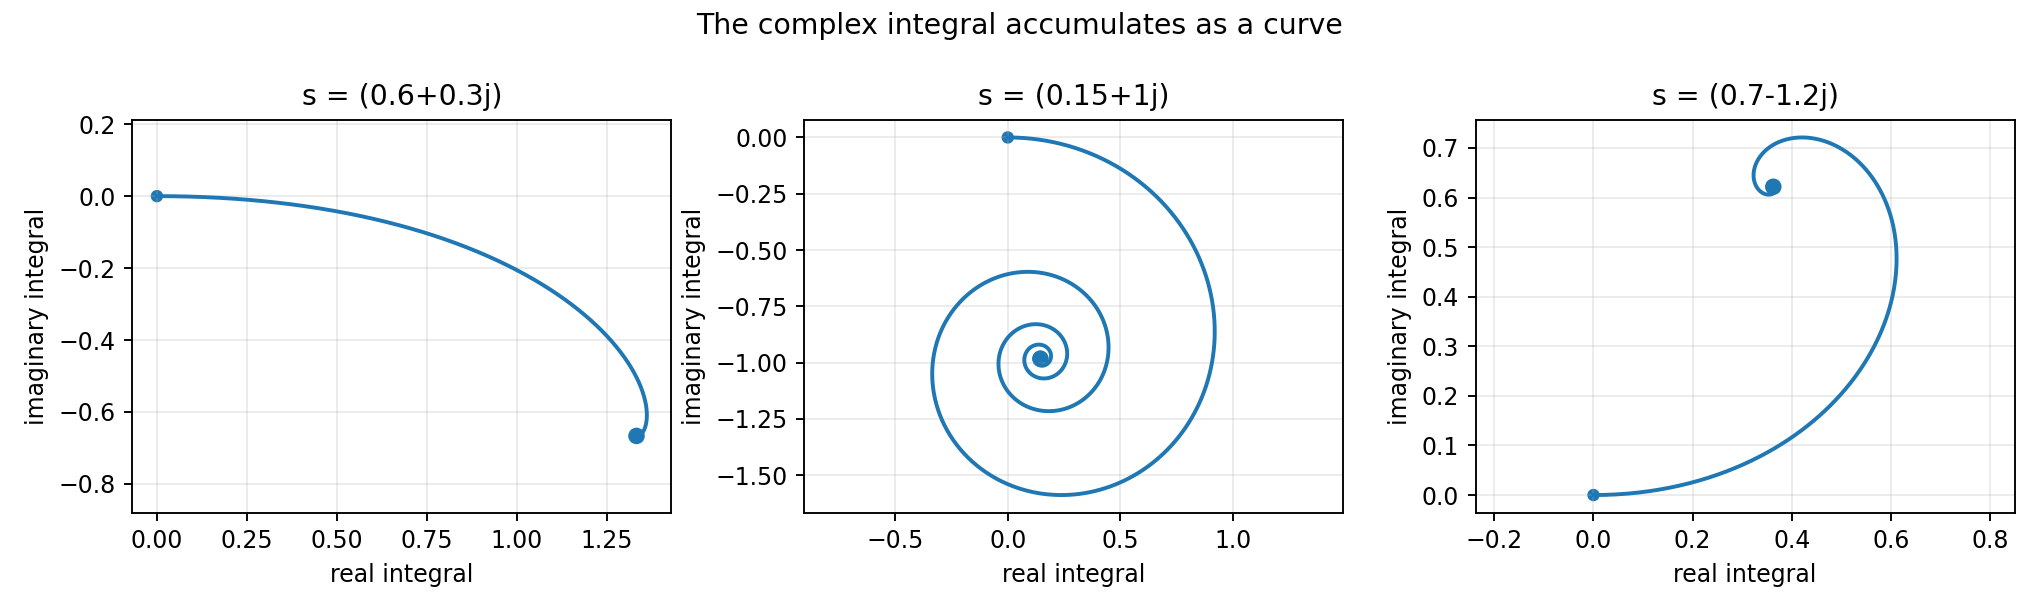 The complex integral accumulates as a curve
s = (0.6+0.3j)
0.2
0.0
−0.2
−0.4
−0.6
−0.8
imaginary integral
0.00 0.25 0.50 0.75 1.00 1.25
real integral
s = (0.15+1j)
0.00
−0.25
−0.50
−0.75
−1.00
−1.25
−1.50
imaginary integral
−0.5 0.0 0.5 1.0
real integral
s = (0.7-1.2j)
0.7
0.6
0.5
0.4
0.3
0.2
0.1
0.0
imaginary integral
−0.2 0.0 0.2 0.4 0.6 0.8
real integral